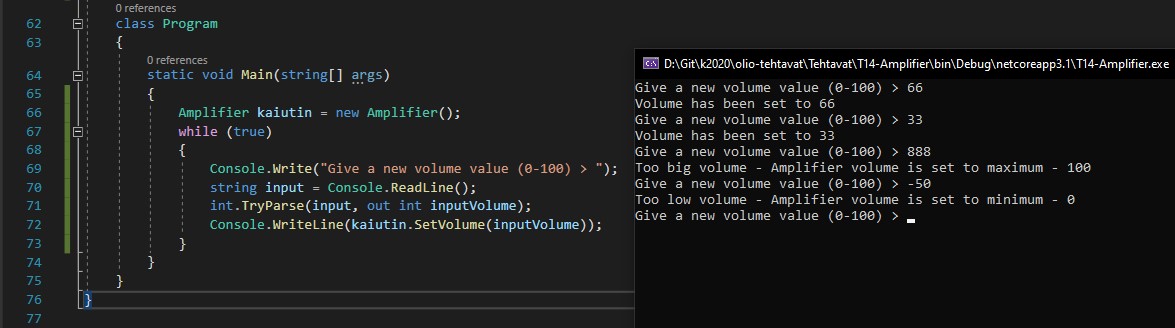 0 references
62 class Program
63 {
0 references
64 static void Main(string[] args)
65 {
66 Amplifier kaiutin = new Amplifier();
67 while (true)
68 {
69 Console.Write("Give a new volume value (0-100) > ");
70 string input = Console.ReadLine();
71 int.TryParse(input, out int inputVolume);
72 Console.WriteLine(kaiutin.SetVolume(inputVolume));
73 }
74 }
75 }
76 }
77
D:\Git\k2020\olio-tehtavat\Tehtavat\T14-Amplifier\bin\Debug\netcoreapp3.1\T14-Amplifier.exe
Give a new volume value (0-100) > 66
Volume has been set to 66
Give a new volume value (0-100) > 33
Volume has been set to 33
Give a new volume value (0-100) > 888
Too big volume - Amplifier volume is set to maximum - 100
Give a new volume value (0-100) > -50
Too low volume - Amplifier volume is set to minimum - 0
Give a new volume value (0-100) >